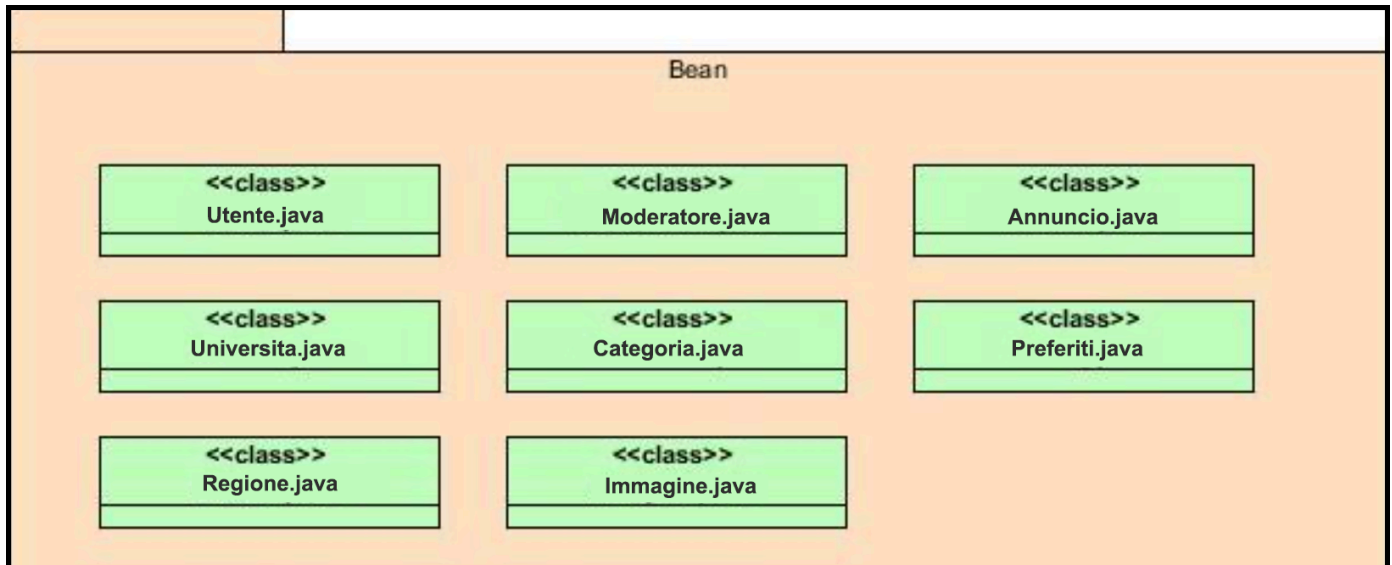 Bean
<<class>>
Utente.java
<<class>>
Moderatore.java
<<class>>
Annuncio.java
<<class>>
Universita.java
<<class>>
Categoria.java
<<class>>
Preferiti.java
<<class>>
Regione.java
<<class>>
Immagine.java